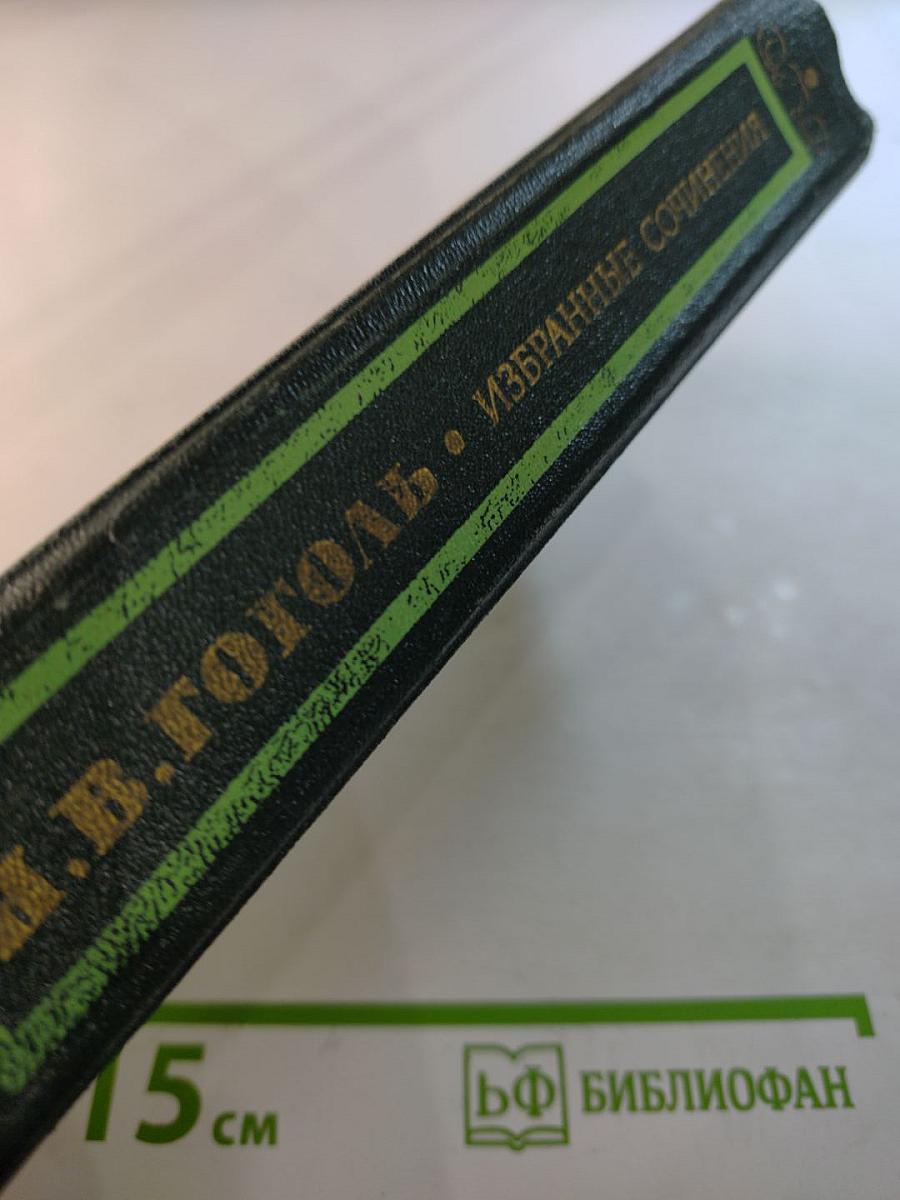 Н.В.ГОГОЛЬ • ИЗБРАННЫЕ СОЧИНЕНИЯ
15 см
БФ БИБЛИОФАН